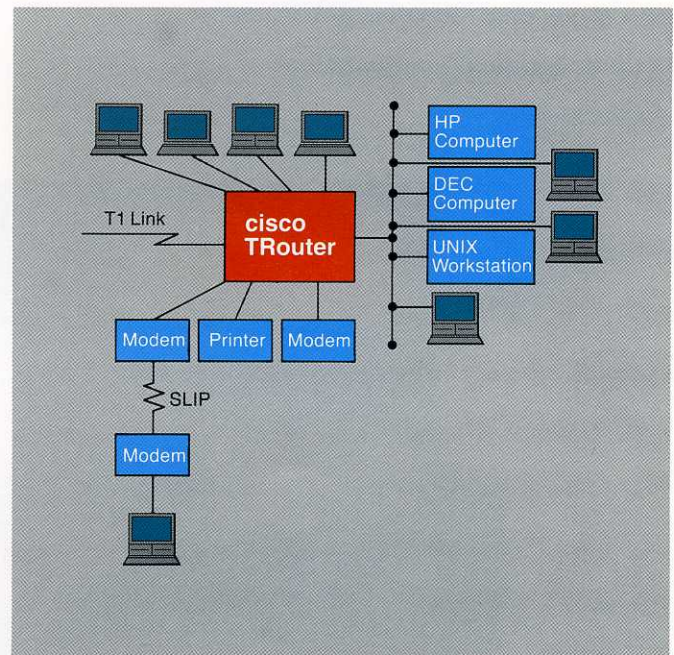 HP
Computer
DEC
Computer
T1 Link
cisco
TRouter
UNIX
Workstation
Modem
Printer
Modem
SLIP
Modem